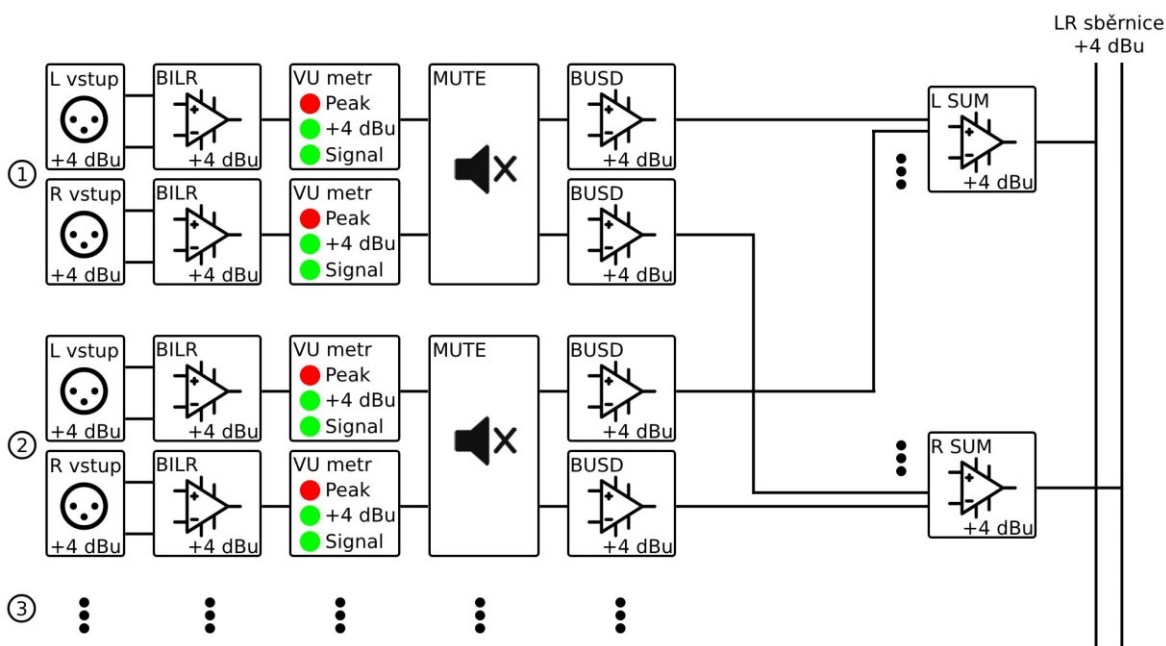 LR sběrnice
+4 dBu
L vstup
+4 dBu
BILR
+4 dBu
VU metr
Peak
+4 dBu
Signal
MUTE
BUSD
+4 dBu
L SUM
+4 dBu
1
R vstup
+4 dBu
BILR
+4 dBu
VU metr
Peak
+4 dBu
Signal
BUSD
+4 dBu
L vstup
+4 dBu
BILR
+4 dBu
VU metr
Peak
+4 dBu
Signal
MUTE
BUSD
+4 dBu
2
R vstup
+4 dBu
BILR
+4 dBu
VU metr
Peak
+4 dBu
Signal
BUSD
+4 dBu
R SUM
+4 dBu
3